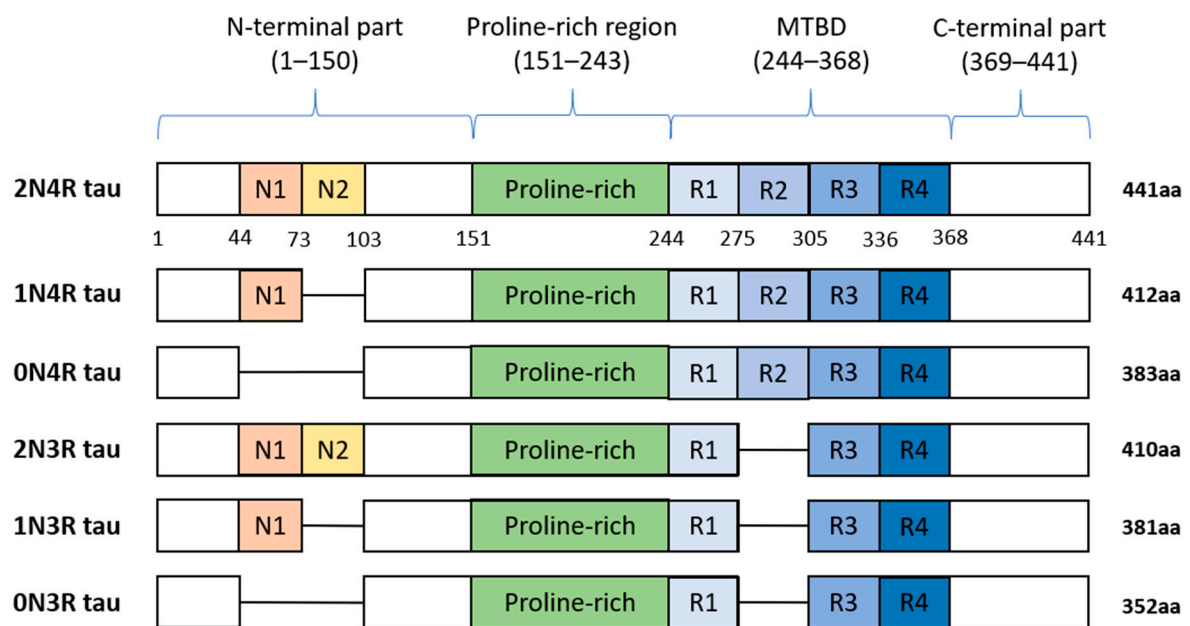 N-terminal part Proline-rich region MTBD C-terminal part
(1–150) (151–243) (244–368) (369–441)
2N4R tau N1 N2 Proline-rich R1 R2 R3 R4 441aa
1 44 73 103 151 244 275 305 336 368 441
1N4R tau N1 Proline-rich R1 R2 R3 R4 412aa
0N4R tau Proline-rich R1 R2 R3 R4 383aa
2N3R tau N1 N2 Proline-rich R1 R3 R4 410aa
1N3R tau N1 Proline-rich R1 R3 R4 381aa
0N3R tau Proline-rich R1 R3 R4 352aa